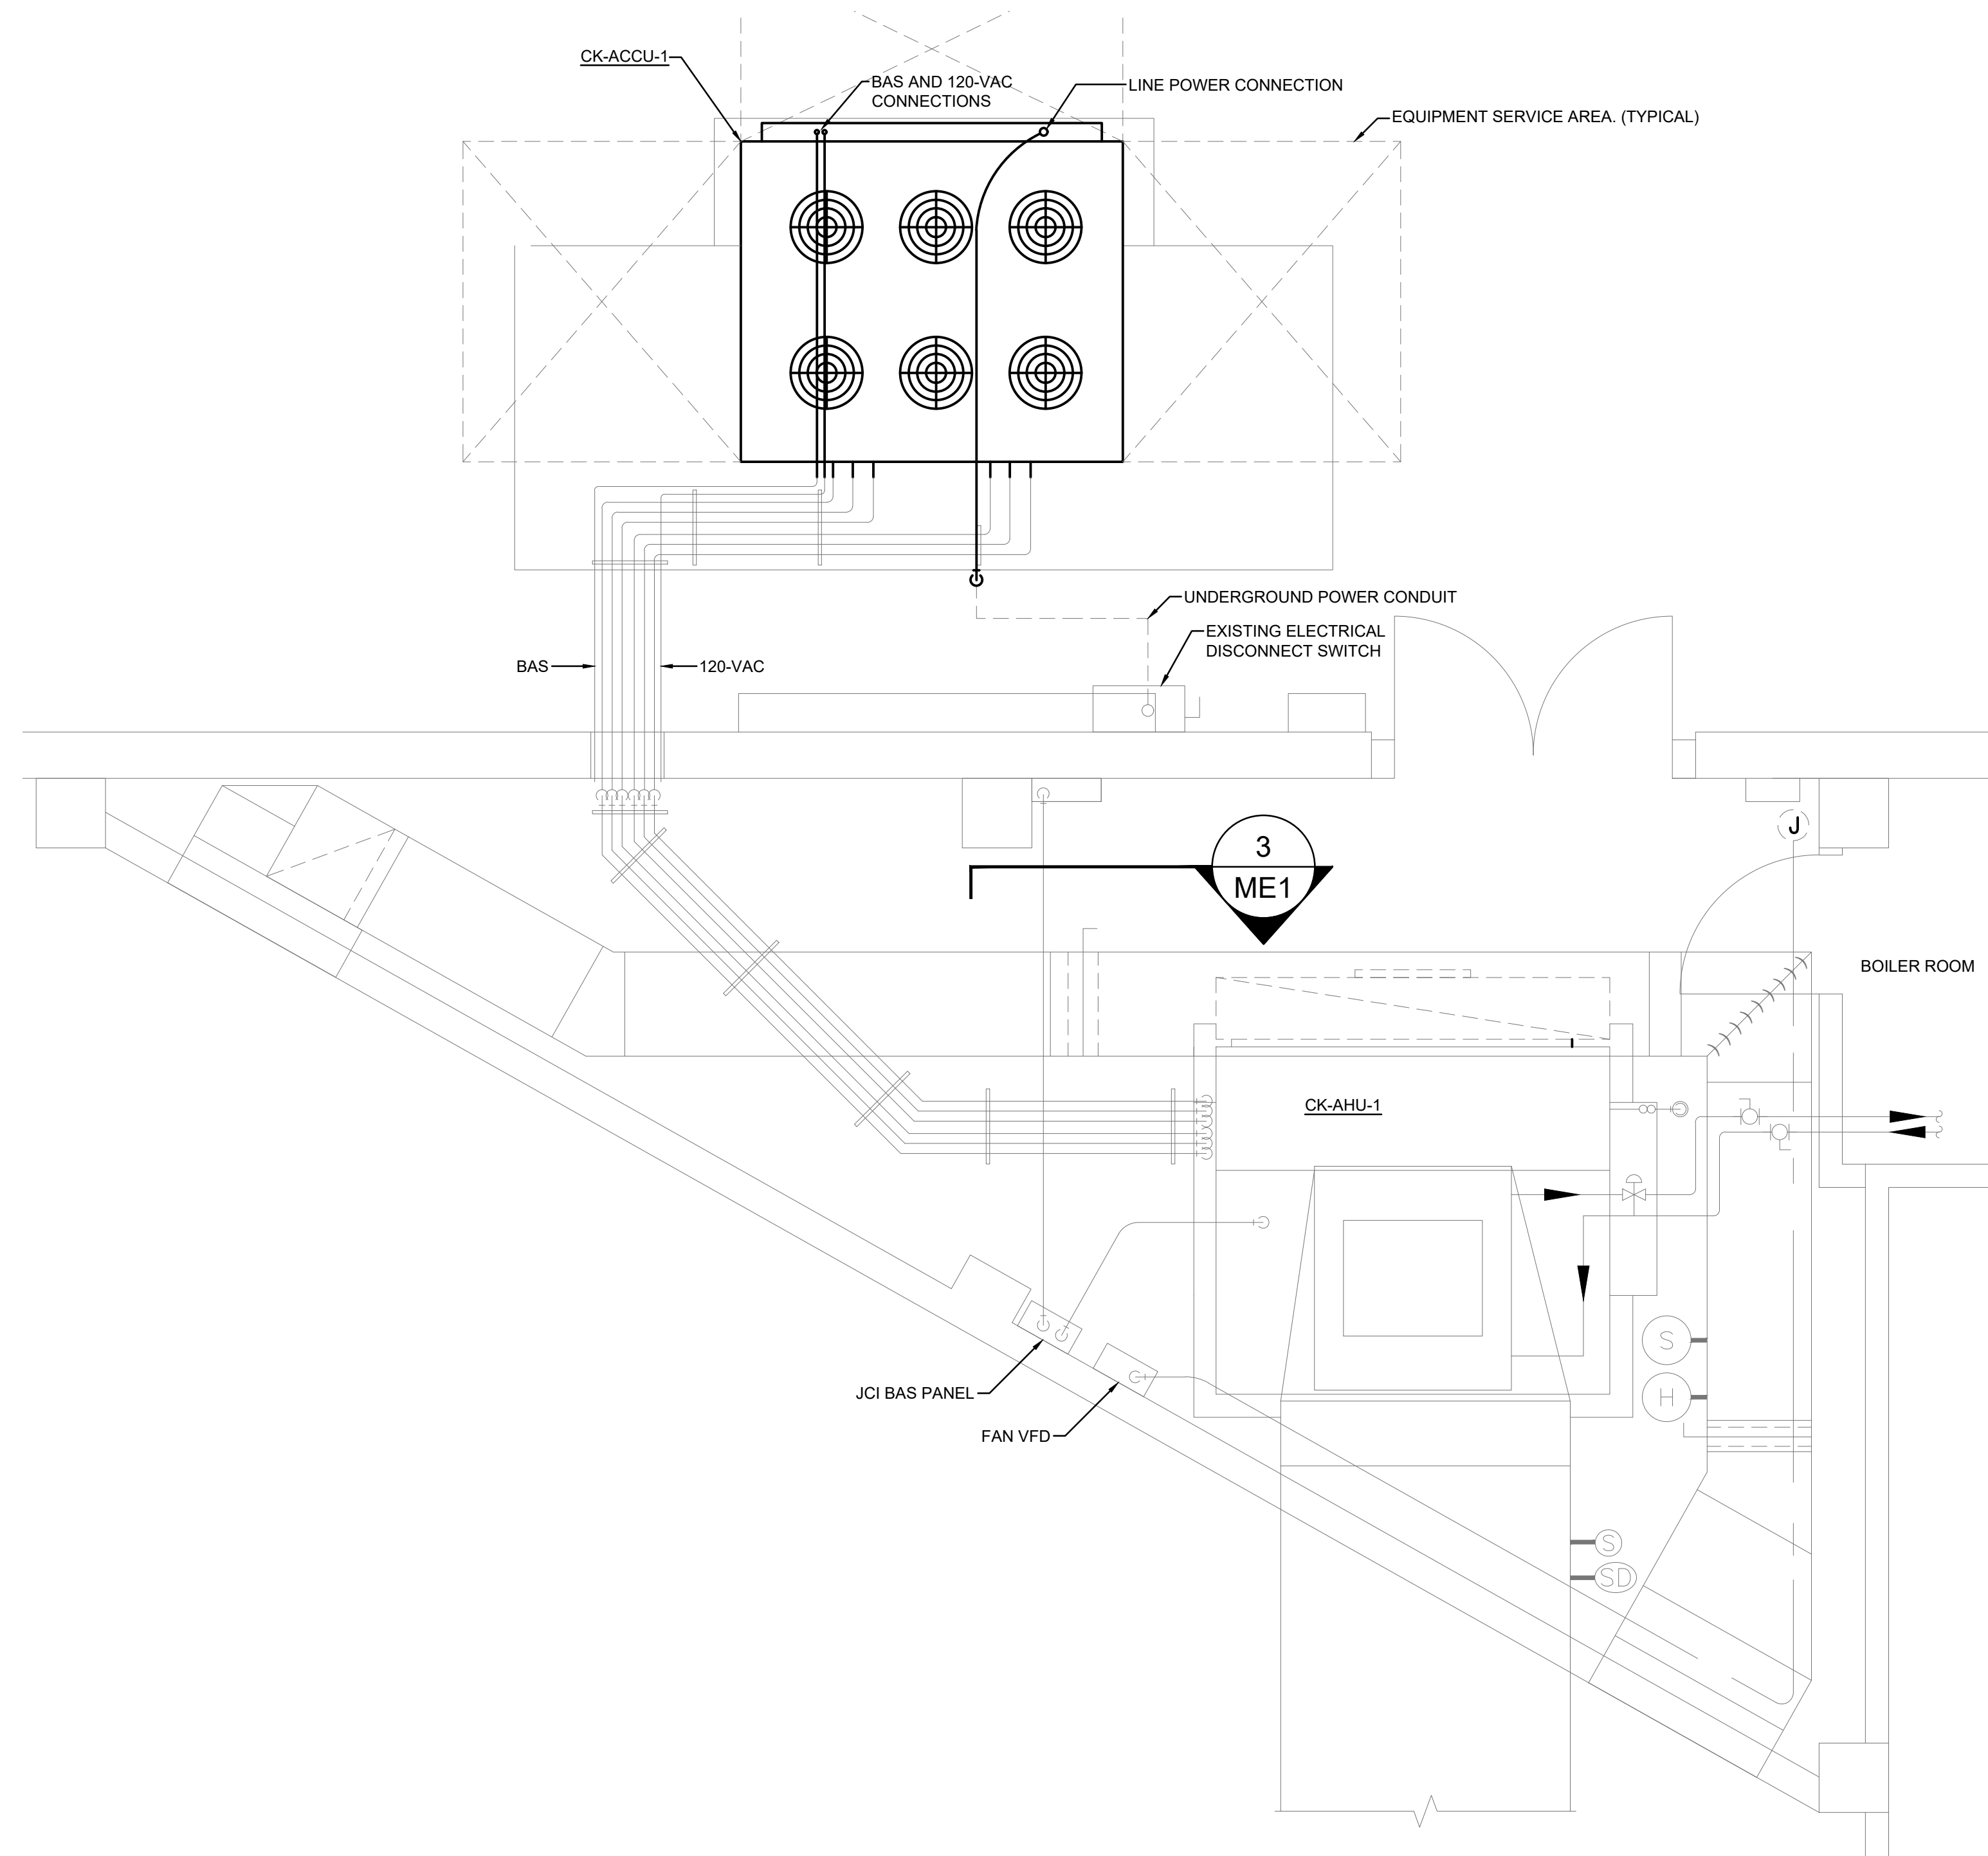 CK-ACCU-1
BAS AND 120-VAC
CONNECTIONS
LINE POWER CONNECTION
EQUIPMENT SERVICE AREA. (TYPICAL)
UNDERGROUND POWER CONDUIT
EXISTING ELECTRICAL
DISCONNECT SWITCH
BAS
120-VAC
J
3
ME1
BOILER ROOM
CK-AHU-1
S
JCI BAS PANEL
H
FAN VFD
S
SD